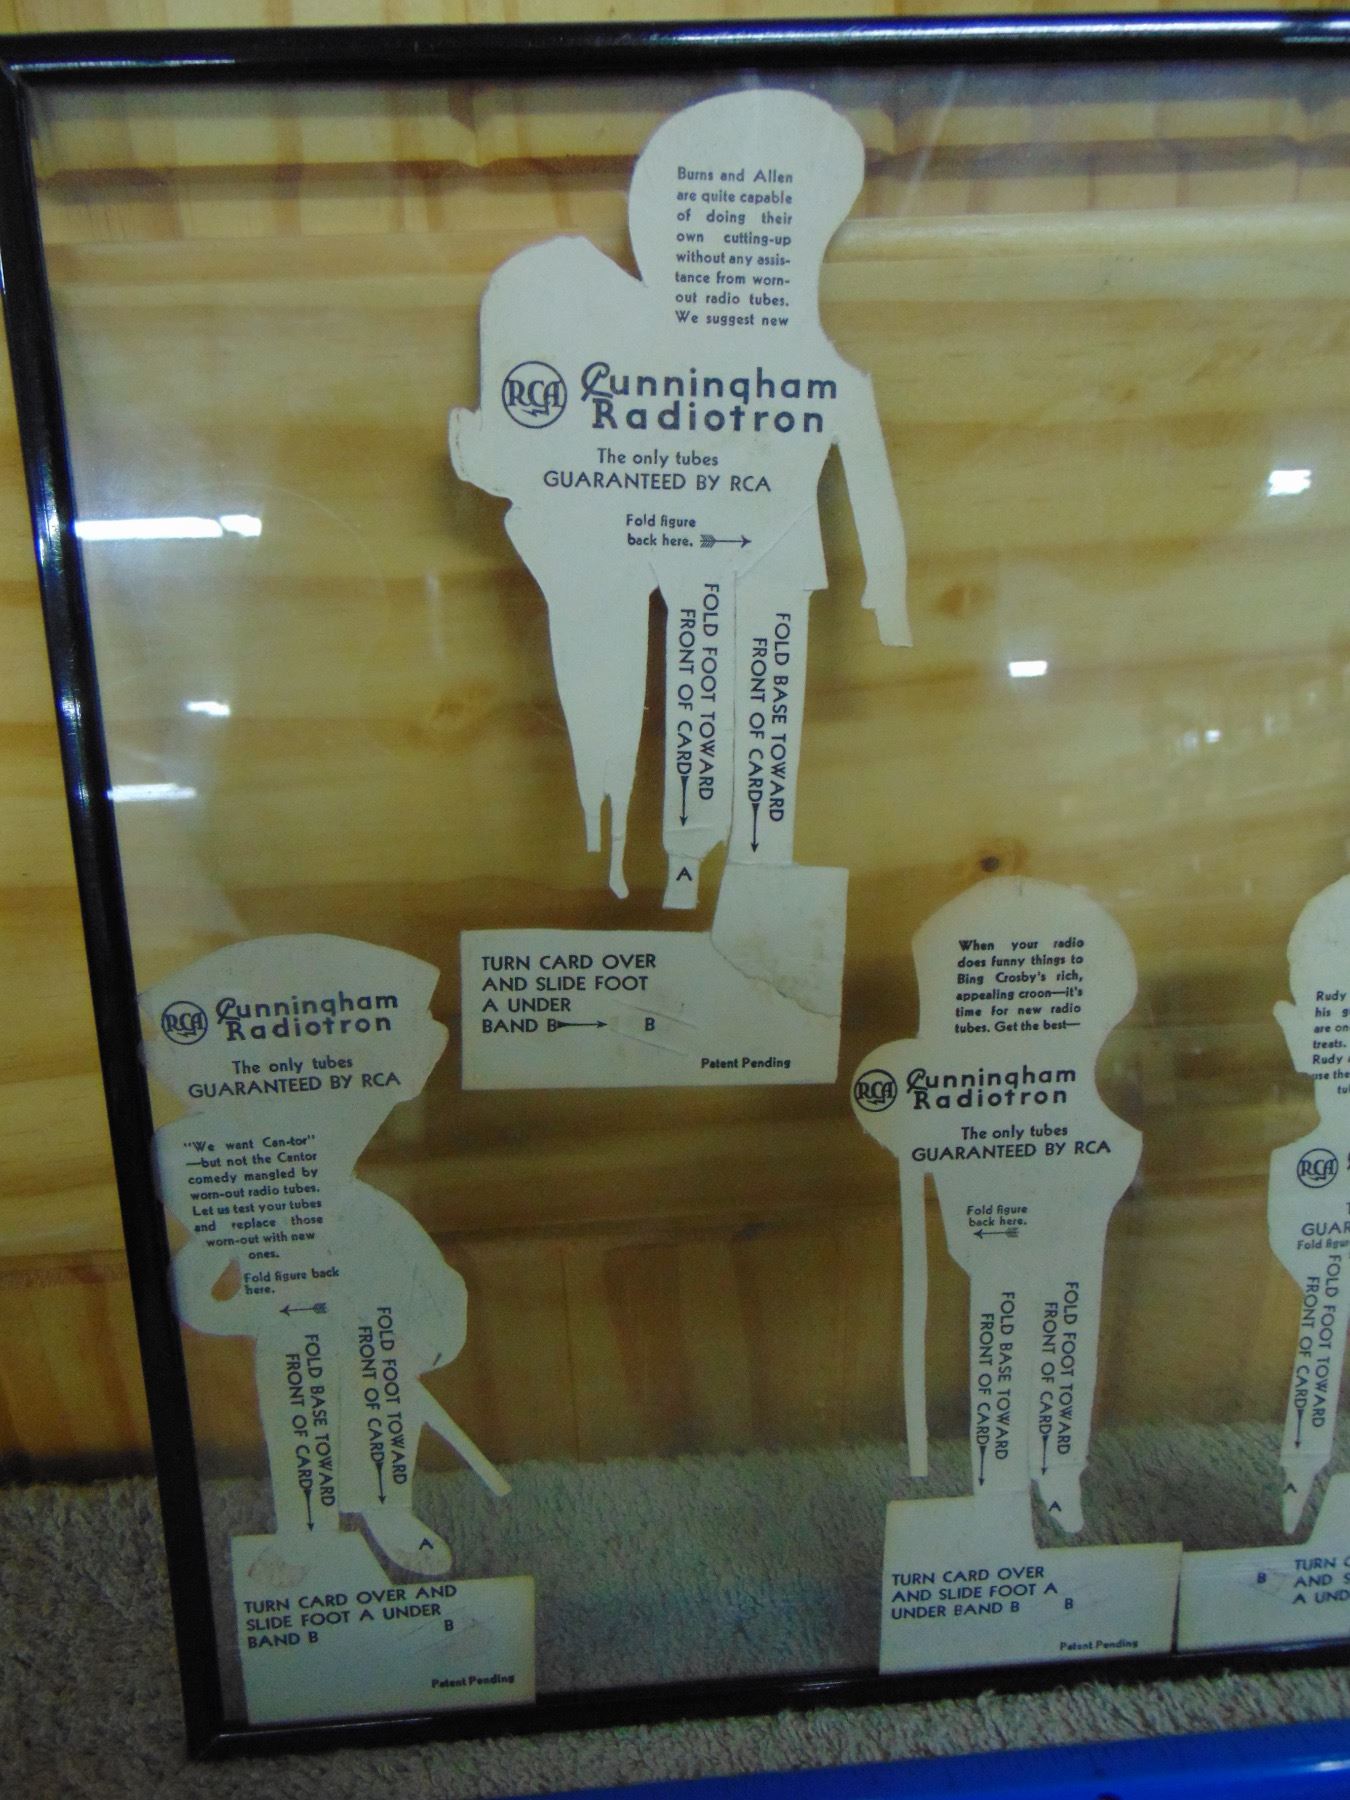 Burns and Allen
are quite capable
of doing their
own cutting-up
without any assis-
tance from worn-
out radio tubes.
We suggest new
RCA
Cunningham
Radiotron
The only tubes
GUARANTEED BY RCA
Fold figure
back here.
FOLD FOOT TOWARD
FRONT OF CARD
FOLD BASE TOWARD
FRONT OF CARD
A
TURN CARD OVER
AND SLIDE FOOT
A UNDER
BAND B
B
Patent Pending
RCA
Cunningham
Radiotron
The only tubes
GUARANTEED BY RCA
"We want Can-tor"
—but not the Cantor
comedy mangled by
worn-out radio tubes.
Let us test your tubes
and replace those
worn-out with new
ones.
Fold figure back
here.
FOLD BASE TOWARD
FRONT OF CARD
FOLD FOOT TOWARD
FRONT OF CARD
A
TURN CARD OVER AND
SLIDE FOOT A UNDER
BAND B
B
Patent Pending
When your radio
does funny things to
Bing Crosby's rich,
appealing croon—it's
time for new radio
tubes. Get the best—
RCA
Cunningham
Radiotron
The only tubes
GUARANTEED BY RCA
Fold figure
back here.
FOLD BASE TOWARD
FRONT OF CARD
FOLD FOOT TOWARD
FRONT OF CARD
A
TURN CARD OVER
AND SLIDE FOOT A
UNDER BAND B
B
Patent Pending
Rudy
his
are
treats.
Rudy
use the
RCA
Fold
FOLD FOOT TOWARD
FRONT OF CARD
A
B
TURN
AND
A